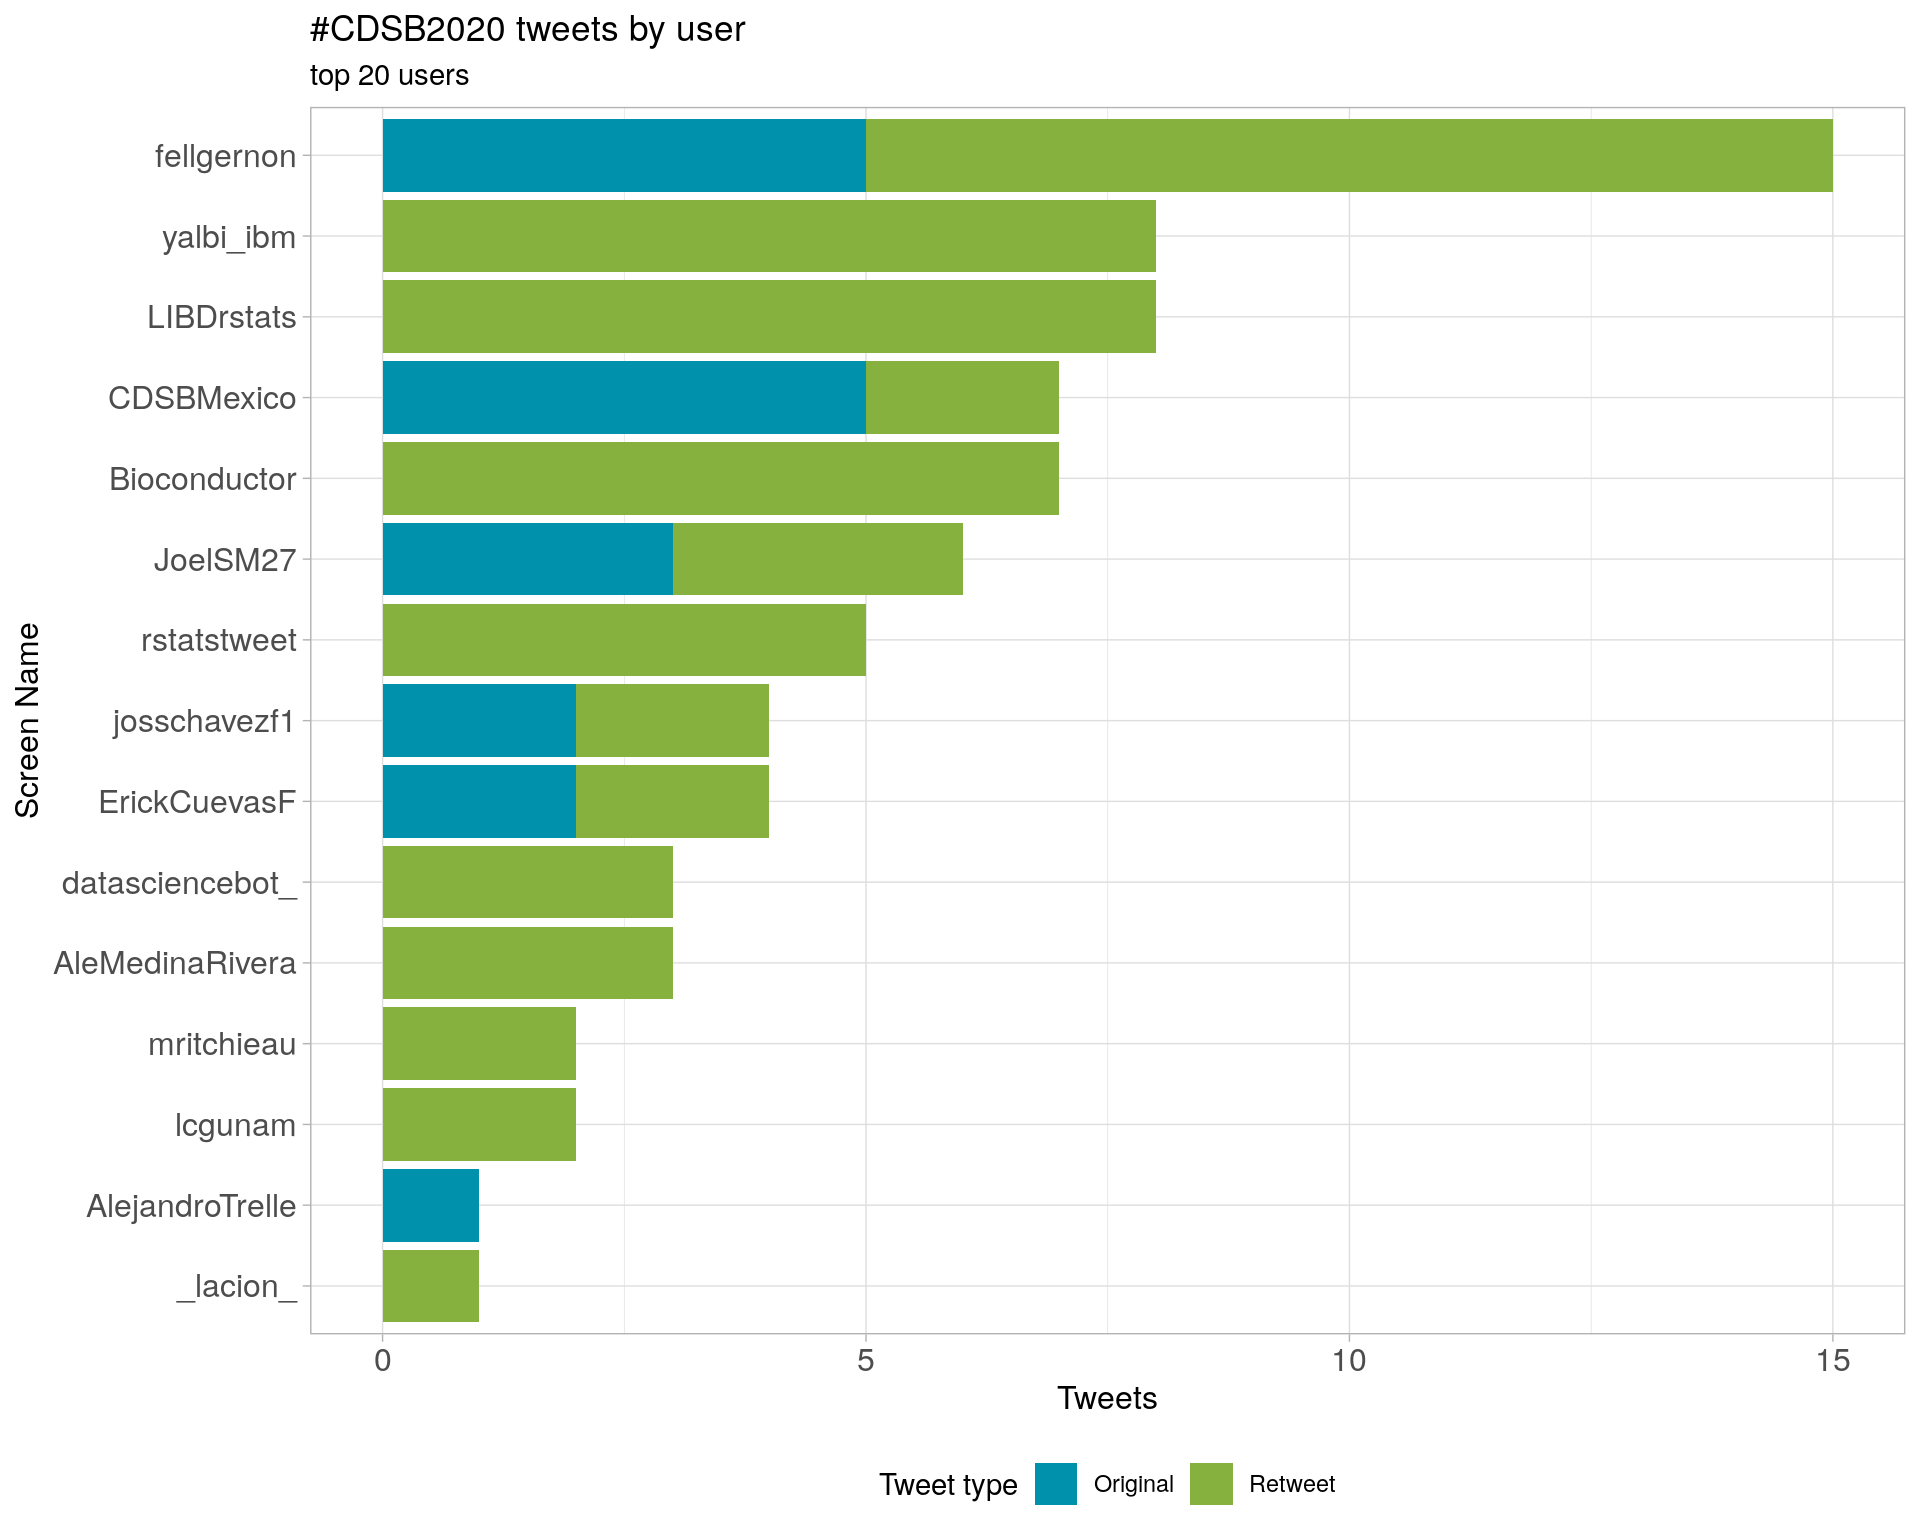 #CDSB2020 tweets by user
top 20 users
Screen Name
fellgernon
yalbi_ibm
LIBDrstats
CDSBMexico
Bioconductor
JoelSM27
rstatstweet
josschavezf1
ErickCuevasF
datasciencebot_
AleMedinaRivera
mritchieau
lcgunam
AlejandroTrelle
_lacion_
0 5 10 15
Tweets
Tweet type Original Retweet